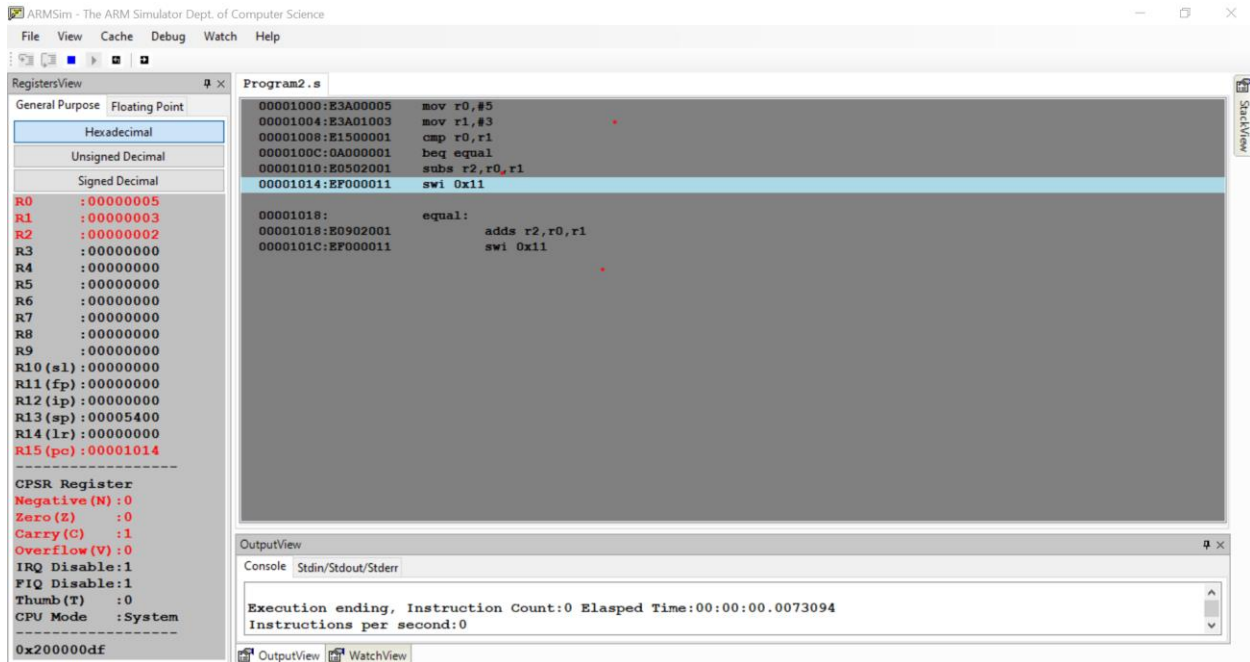 ARMSim - The ARM Simulator Dept. of Computer Science
File View Cache Debug Watch Help
RegistersView
General Purpose Floating Point
Hexadecimal
Unsigned Decimal
Signed Decimal
R0 :00000005
R1 :00000003
R2 :00000002
R3 :00000000
R4 :00000000
R5 :00000000
R6 :00000000
R7 :00000000
R8 :00000000
R9 :00000000
R10(sl):00000000
R11(fp):00000000
R12(ip):00000000
R13(sp):00005400
R14(lr):00000000
R15(pc):00001014
-------------------
CPSR Register
Negative(N):0
Zero(Z) :0
Carry(C) :1
Overflow(V):0
IRQ Disable:1
FIQ Disable:1
Thumb(T) :0
CPU Mode :System
-------------------
0x200000df
Program2.s
00001000:E3A00005 mov r0,#5
00001004:E3A01003 mov r1,#3
00001008:E1500001 cmp r0,r1
0000100C:0A000001 beq equal
00001010:E0502001 subs r2,r0,r1
00001014:EF000011 swi 0x11
00001018: equal:
00001018:E0902001 adds r2,r0,r1
0000101C:EF000011 swi 0x11
StackView
OutputView
Console Stdin/Stdout/Stderr
Execution ending, Instruction Count:0 Elasped Time:00:00:00.0073094
Instructions per second:0
OutputView WatchView